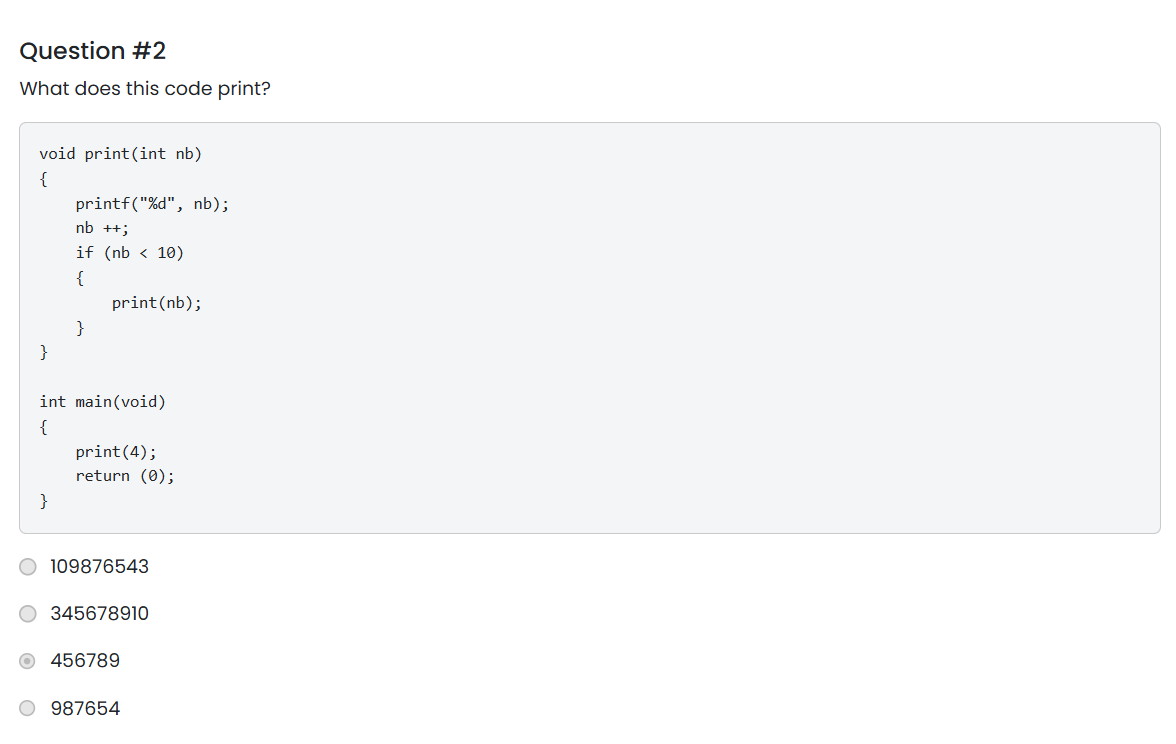 Question #2
What does this code print?
void print(int nb)
{
    printf("%d", nb);
    nb ++;
    if (nb < 10)
    {
        print(nb);
    }
}

int main(void)
{
    print(4);
    return (0);
}
109876543
345678910
456789
987654